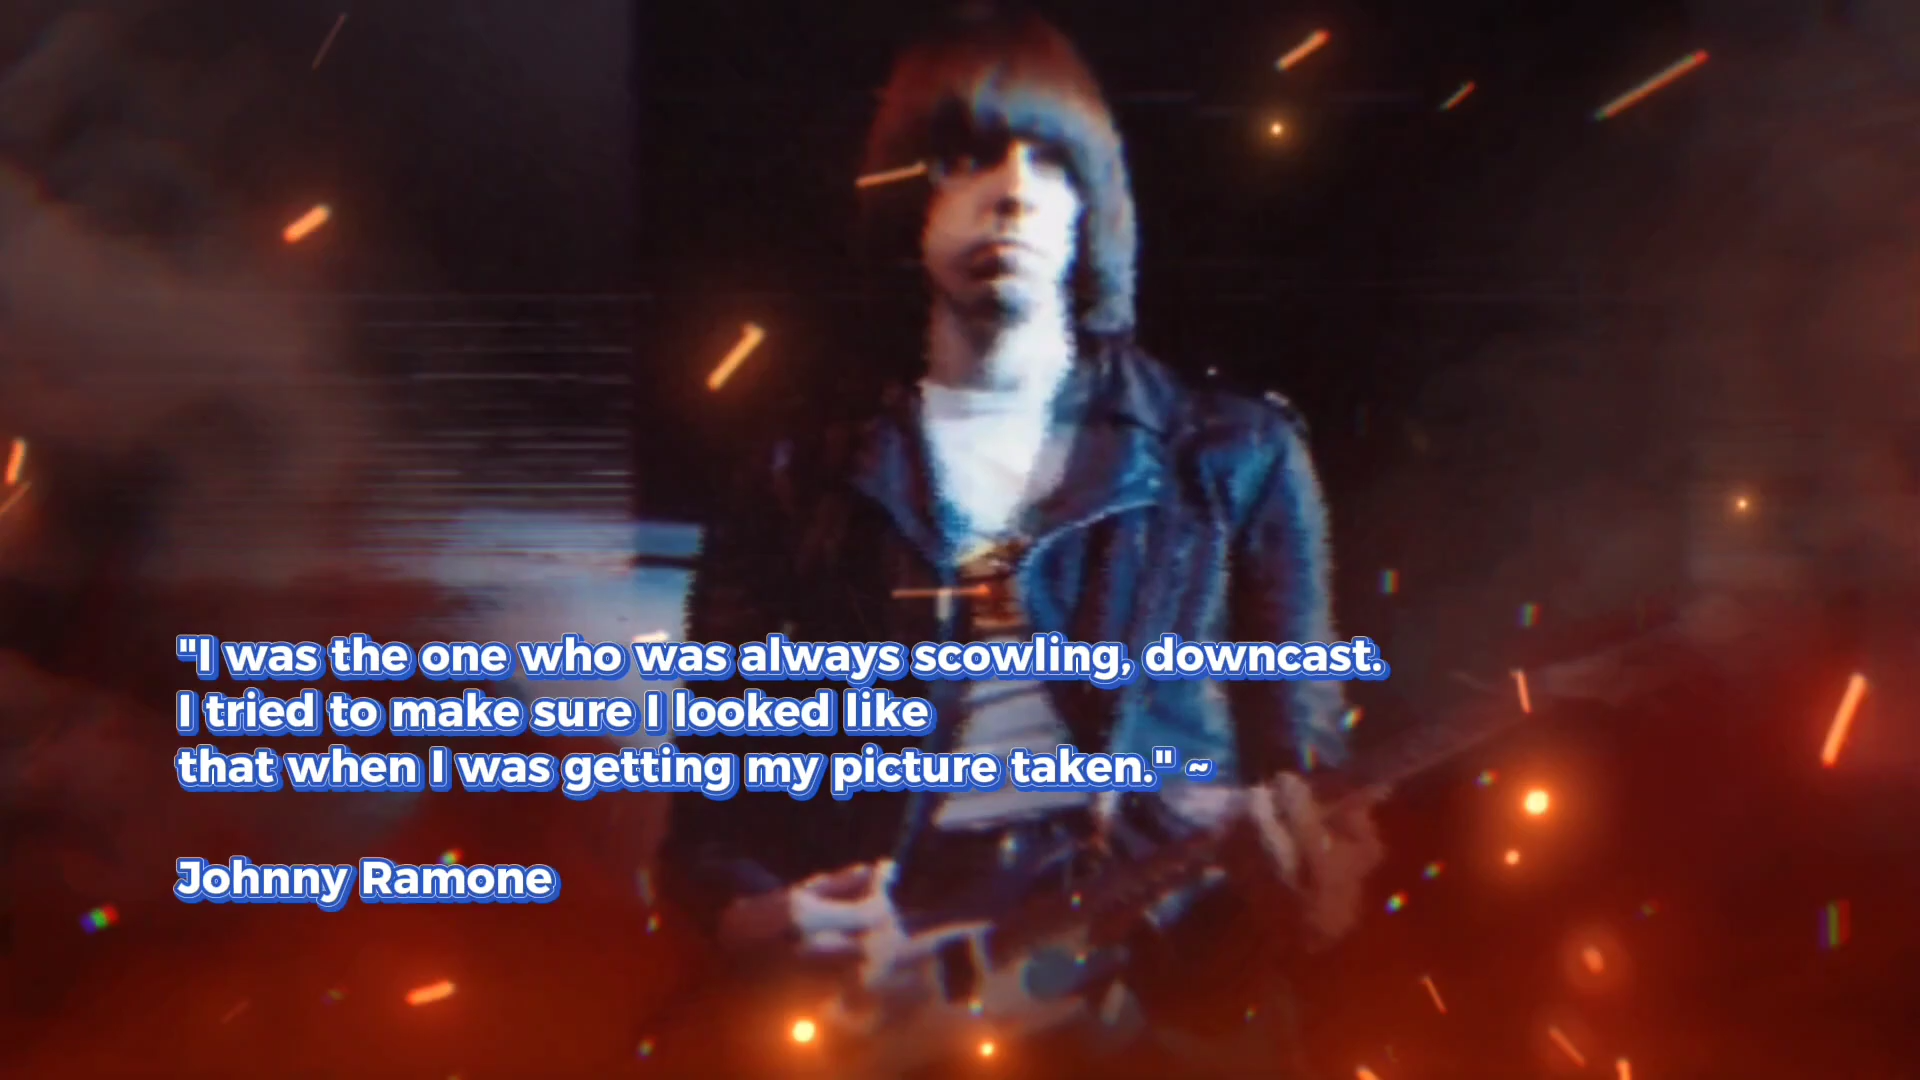 "I was the one who was always scowling, downcast.
I tried to make sure I looked like
that when I was getting my picture taken." ~
Johnny Ramone